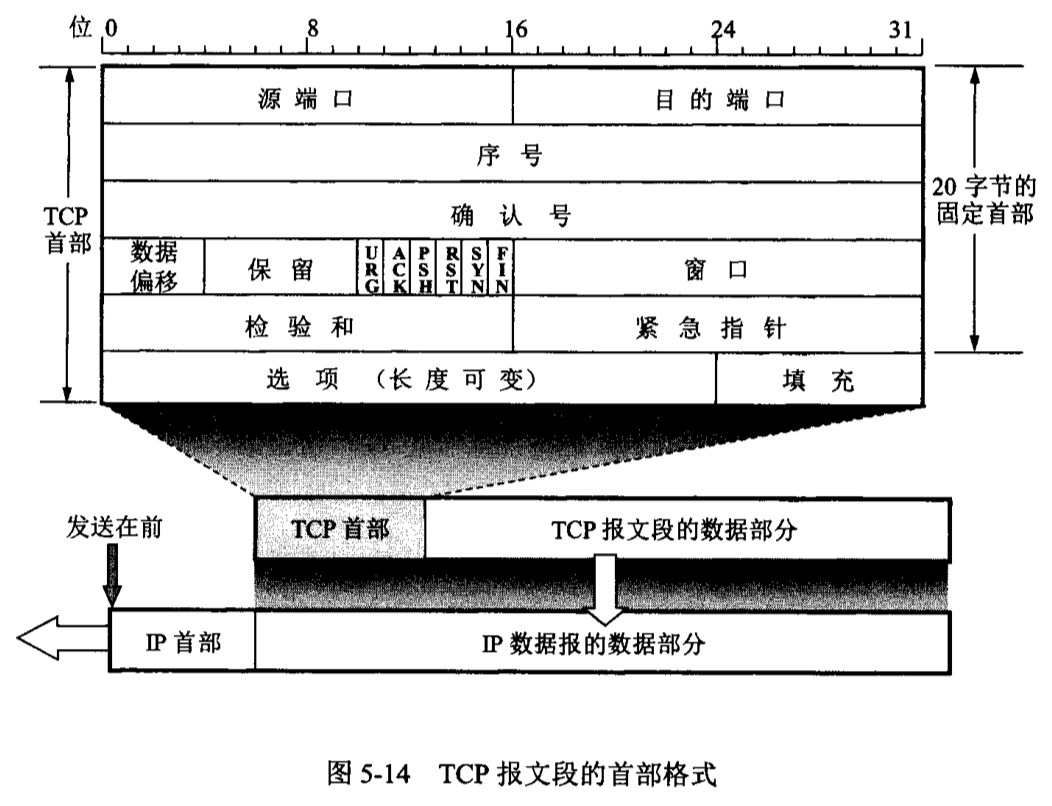 位 0 8 16 24 31
源端口 目的端口
序号
确认号
TCP
首部
20 字节的
固定首部
数据
偏移
保留
URG
ACK
PSH
RST
SYN
FIN
窗口
检验和 紧急指针
选项 (长度可变) 填充
TCP 首部 TCP 报文段的数据部分
发送在前
IP 首部 IP 数据报的数据部分
图 5-14 TCP 报文段的首部格式